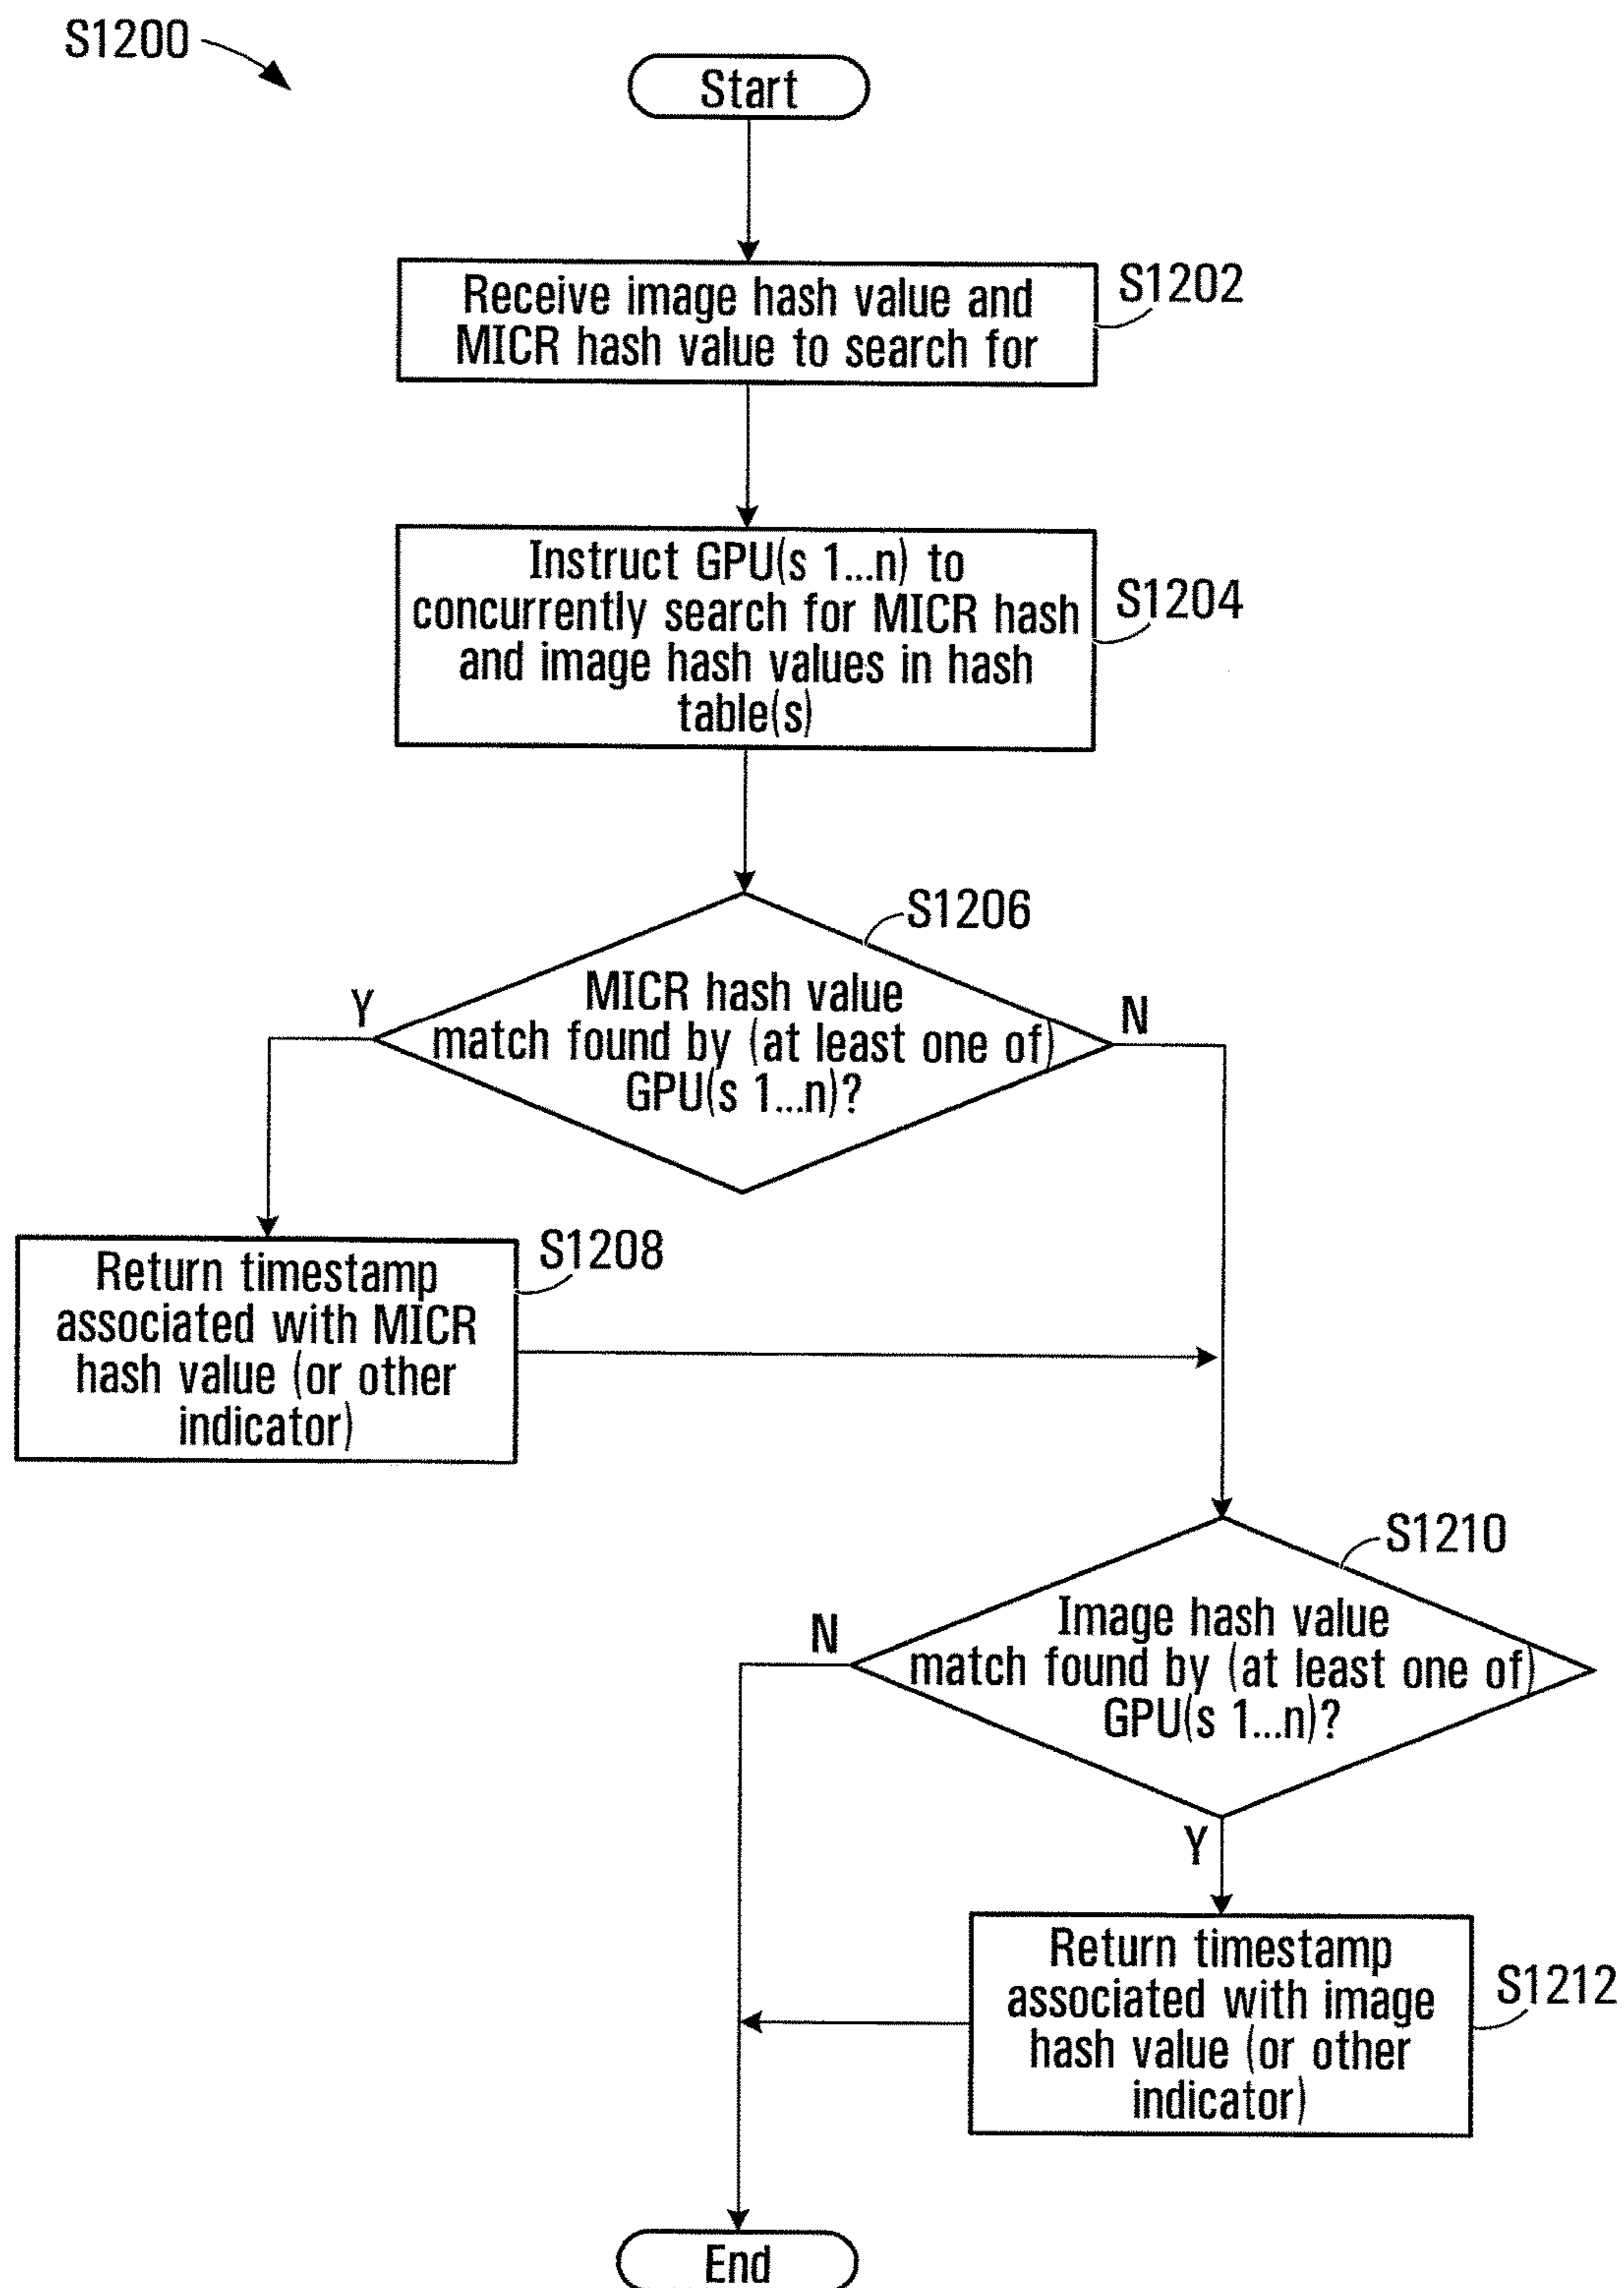 S1200
Start
Receive image hash value and
MICR hash value to search for
S1202
Instruct GPU(s 1...n) to
concurrently search for MICR hash
and image hash values in hash
table(s)
S1204
S1206
MICR hash value
match found by (at least one of)
GPU(s 1...n)?
Y
N
Return timestamp
associated with MICR
hash value (or other
indicator)
S1208
S1210
Image hash value
match found by (at least one of)
GPU(s 1...n)?
N
Y
Return timestamp
associated with image
hash value (or other
indicator)
S1212
End